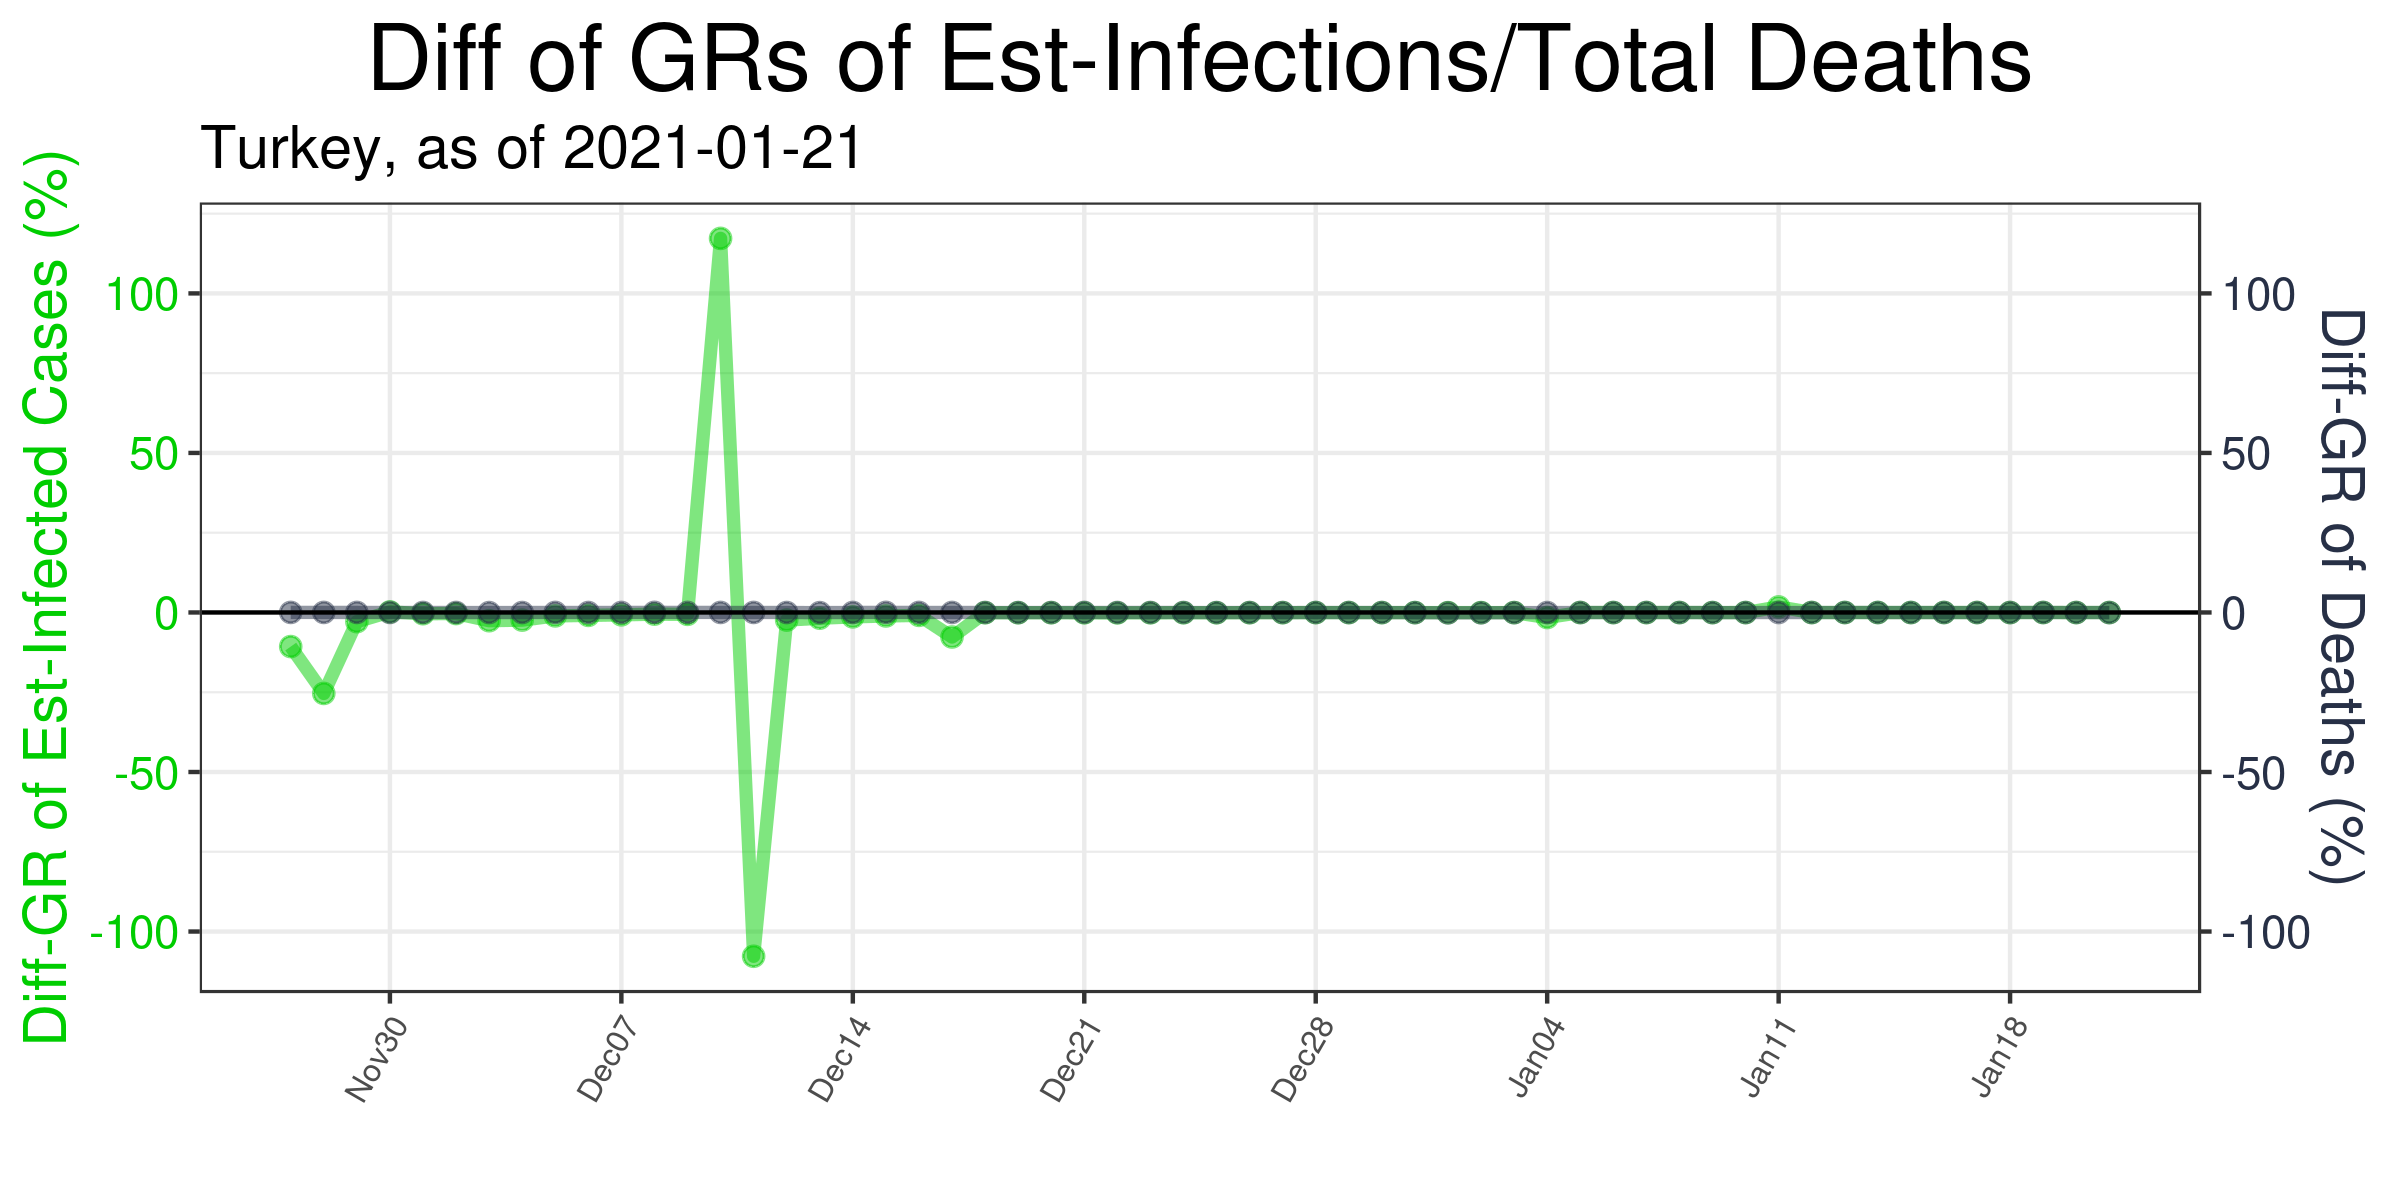 Diff of GRs of Est-Infections/Total Deaths
Turkey, as of 2021-01-21
Diff-GR of Est-Infected Cases (%)
100
50
0
-50
-100
100
50
0
-50
-100
Diff-GR of Deaths (%)
Nov30
Dec07
Dec14
Dec21
Dec28
Jan04
Jan11
Jan18